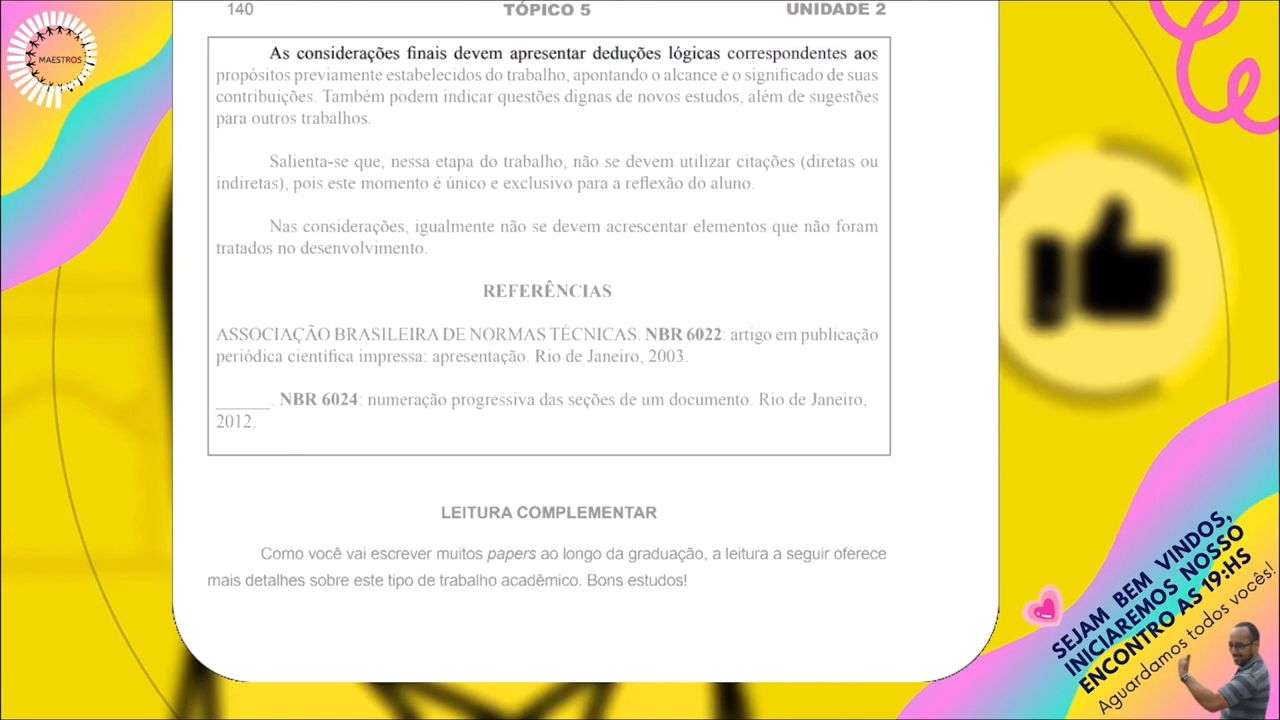 MAESTROS
140 TÓPICO 5 UNIDADE 2
As considerações finais devem apresentar deduções lógicas correspondentes aos
propósitos previamente estabelecidos do trabalho, apontando o alcance e o significado de suas
contribuições. Também podem indicar questões dignas de novos estudos, além de sugestões
para outros trabalhos.
Salienta-se que, nessa etapa do trabalho, não se devem utilizar citações (diretas ou
indiretas), pois este momento é único e exclusivo para a reflexão do aluno.
Nas considerações, igualmente não se devem acrescentar elementos que não foram
tratados no desenvolvimento.
REFERÊNCIAS
ASSOCIAÇÃO BRASILEIRA DE NORMAS TÉCNICAS. NBR 6022: artigo em publicação
periódica científica impressa: apresentação. Rio de Janeiro, 2003.
______. NBR 6024: numeração progressiva das seções de um documento. Rio de Janeiro,
2012.
LEITURA COMPLEMENTAR
Como você vai escrever muitos papers ao longo da graduação, a leitura a seguir oferece
mais detalhes sobre este tipo de trabalho acadêmico. Bons estudos!
SEJAM BEM VINDOS,
INICIAREMOS NOSSO
ENCONTRO AS 19:HS
Aguardamos todos vocês!